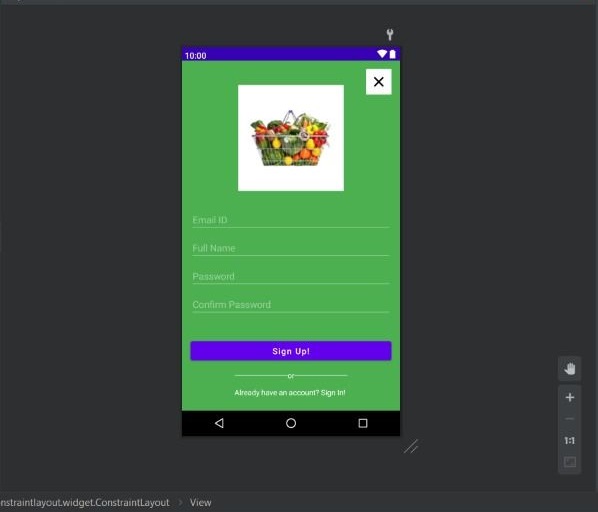 10:00
Email ID
Full Name
Password
Confirm Password
Sign Up!
or
Already have an account? Sign In!
1:1
nstraintlayout.widget.ConstraintLayout > View